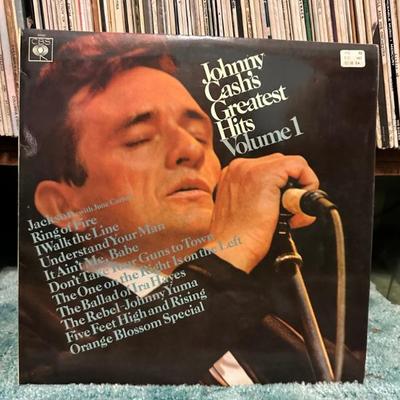 CBS
Johnny
Cash's
Greatest
Hits
Volume 1
Jackson (with June Carter)
Ring of Fire
I Walk the Line
Understand Your Man
It Ain't Me, Babe
Don't Take Your Guns to Town
The One on the Right Is on the Left
The Ballad of Ira Hayes
The Rebel-Johnny Yuma
Five Feet High and Rising
Orange Blossom Special